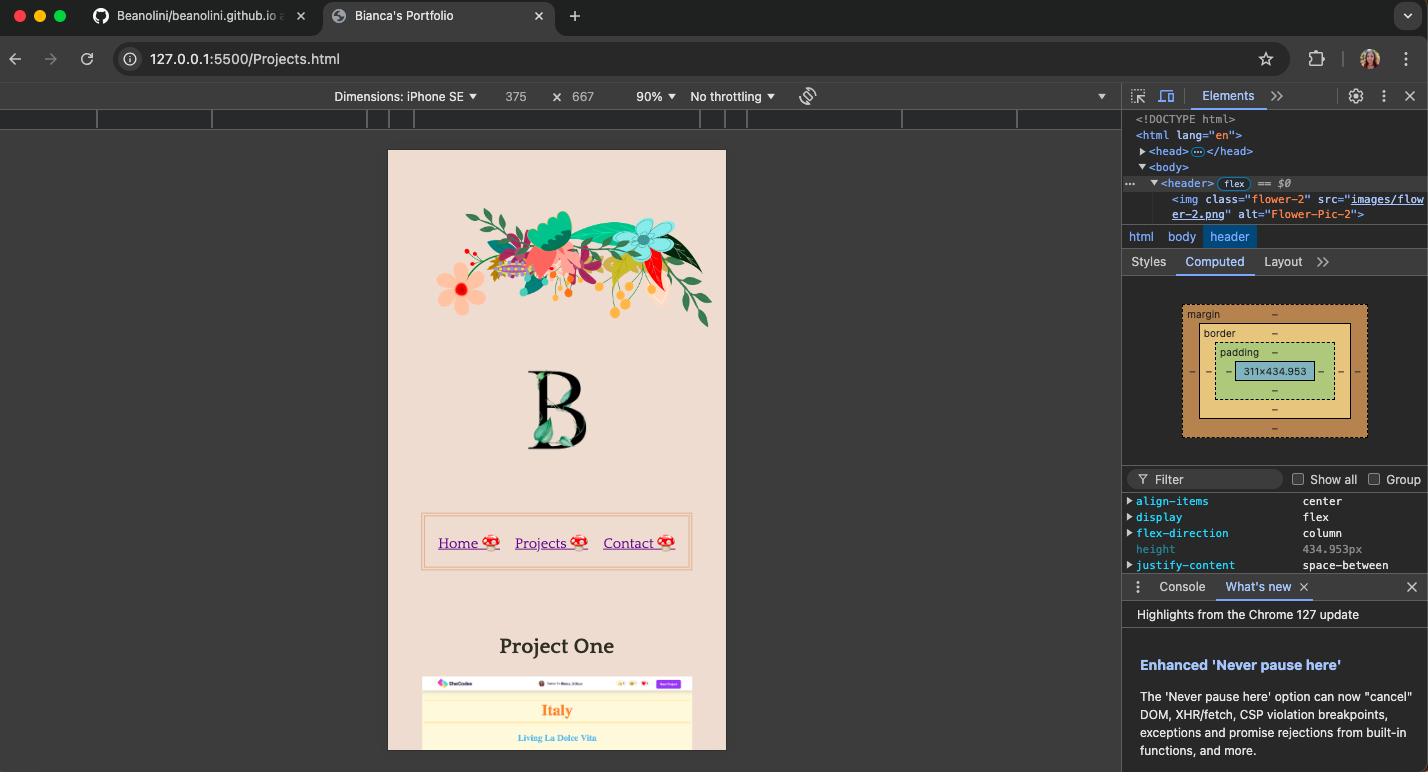 Beanolini/beanolini.github.io a
Bianca's Portfolio
127.0.0.1:5500/Projects.html
Dimensions: iPhone SE 375 × 667 90% No throttling
Elements
<!DOCTYPE html>
<html lang="en">
<head> ... </head>
<body>
... <header> flex == $0
<img class="flower-2" src="images/flow
er-2.png" alt="Flower-Pic-2">
html body header
Styles Computed Layout
margin –
border –
padding –
– – – 311×434.953 – – –
–
–
–
Filter Show all Group
align-items center
display flex
flex-direction column
height 434.953px
justify-content space-between
Console What's new
Highlights from the Chrome 127 update
Enhanced 'Never pause here'
The 'Never pause here' option can now "cancel"
DOM, XHR/fetch, CSP violation breakpoints,
exceptions and promise rejections from built-in
functions, and more.
B
Home Projects Contact
Project One
Italy
Living La Dolce Vita